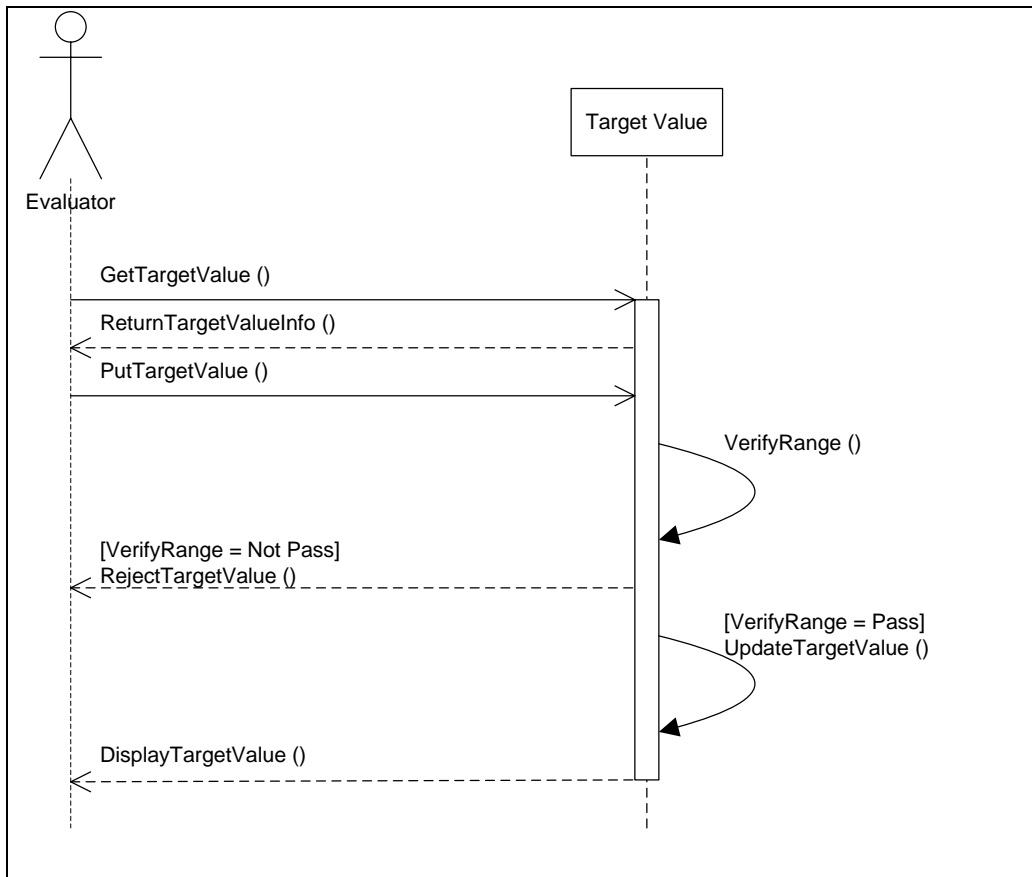 Target Value
Evaluator
GetTargetValue ()
ReturnTargetValueInfo ()
PutTargetValue ()
VerifyRange ()
[VerifyRange = Not Pass]
RejectTargetValue ()
[VerifyRange = Pass]
UpdateTargetValue ()
DisplayTargetValue ()